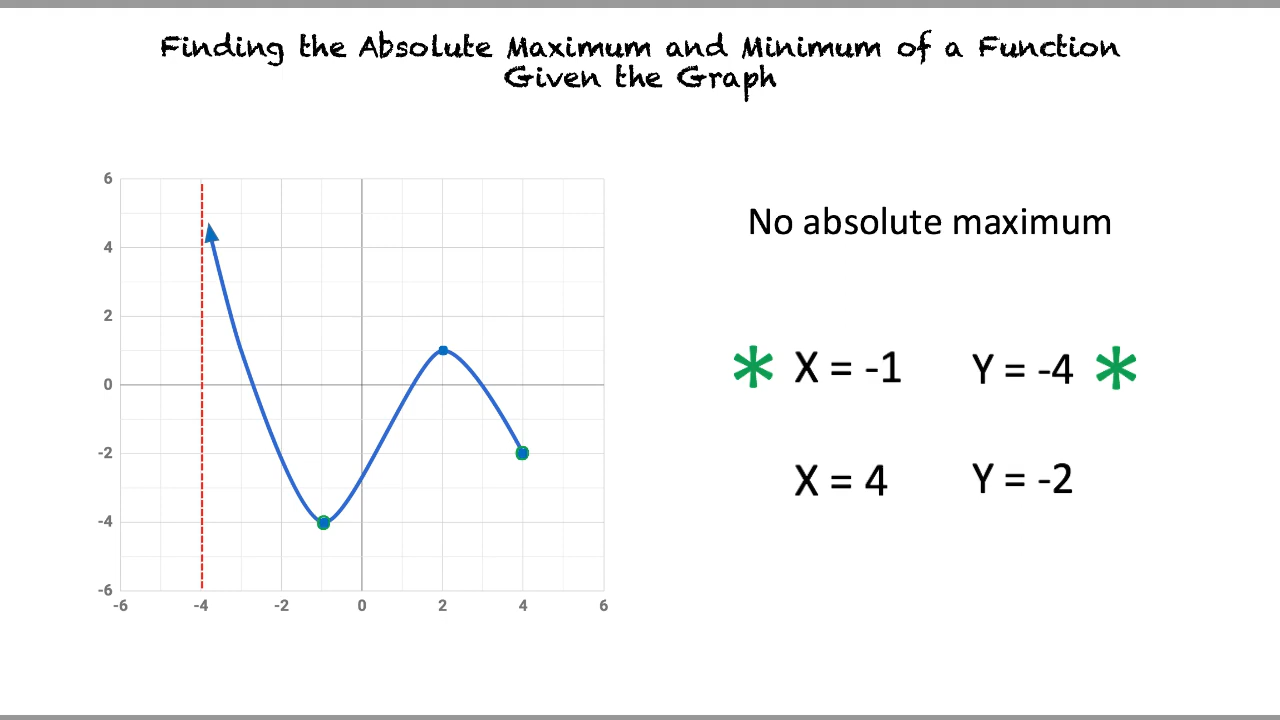 Finding the Absolute Maximum and Minimum of a Function
Given the Graph
6
4
2
0
-2
-4
-6
-6 -4 -2 0 2 4 6
No absolute maximum
* X = -1 Y = -4 *
X = 4 Y = -2